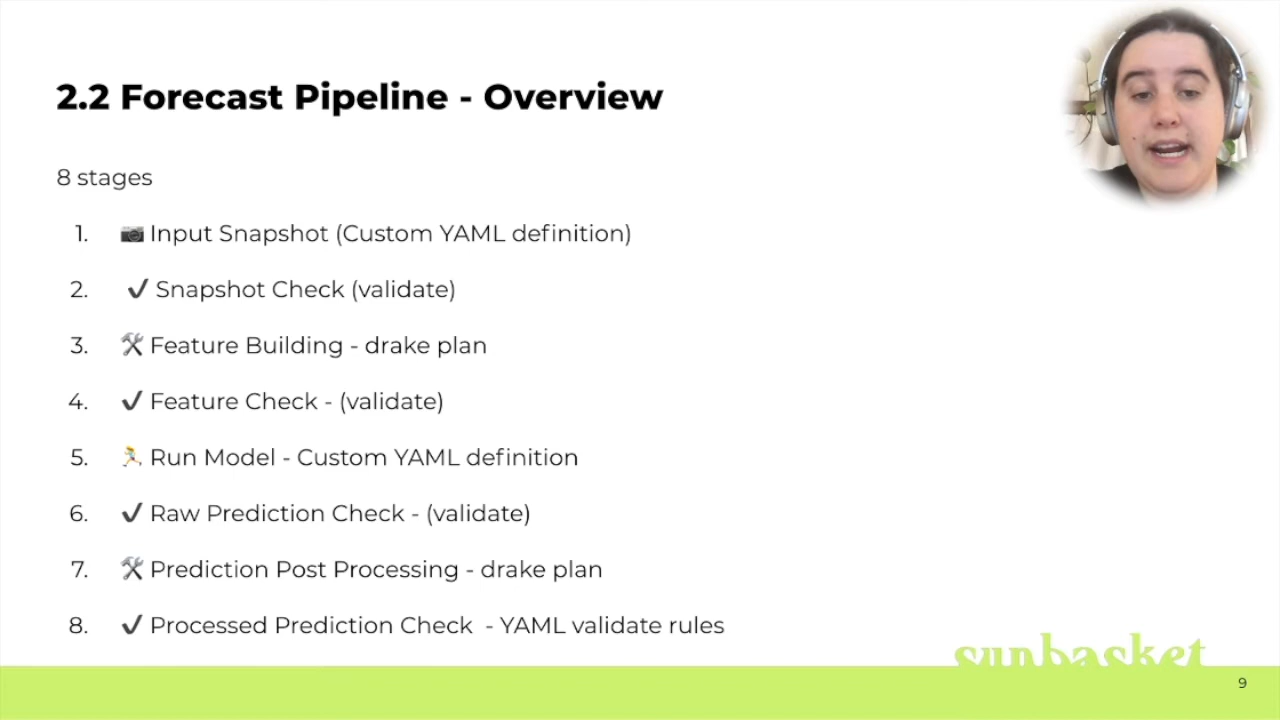 2.2 Forecast Pipeline - Overview
8 stages
1. 📷 Input Snapshot (Custom YAML definition)
2. ✔ Snapshot Check (validate)
3. 🛠 Feature Building - drake plan
4. ✔ Feature Check - (validate)
5. 🏃 Run Model - Custom YAML definition
6. ✔ Raw Prediction Check - (validate)
7. 🛠 Prediction Post Processing - drake plan
8. ✔ Processed Prediction Check - YAML validate rules
sunbasket
9